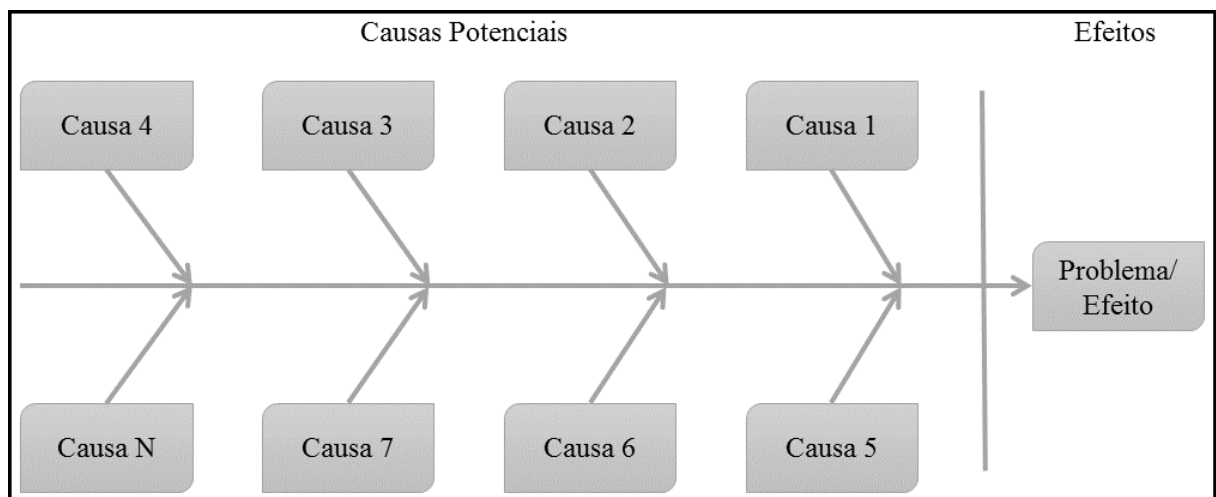 Causas Potenciais
Efeitos
Causa 4
Causa 3
Causa 2
Causa 1
Problema/
Efeito
Causa N
Causa 7
Causa 6
Causa 5